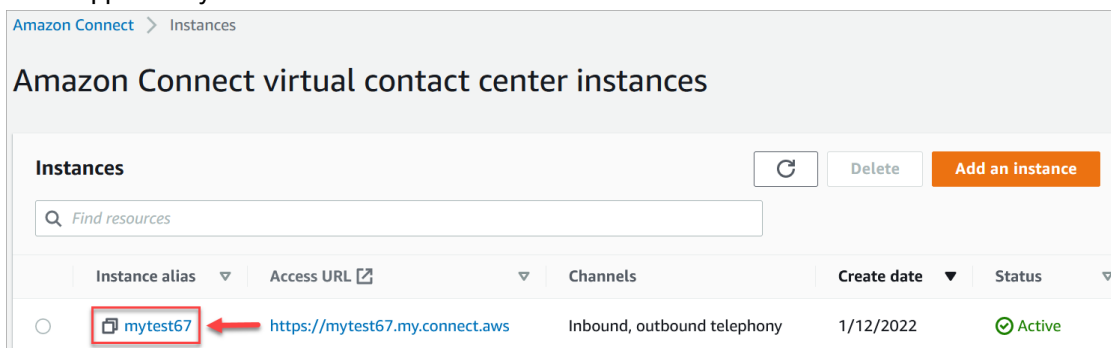 Amazon Connect > Instances
Amazon Connect virtual contact center instances
Instances
Delete
Add an instance
Find resources
Instance alias Access URL Channels Create date Status
mytest67 https://mytest67.my.connect.aws Inbound, outbound telephony 1/12/2022 Active